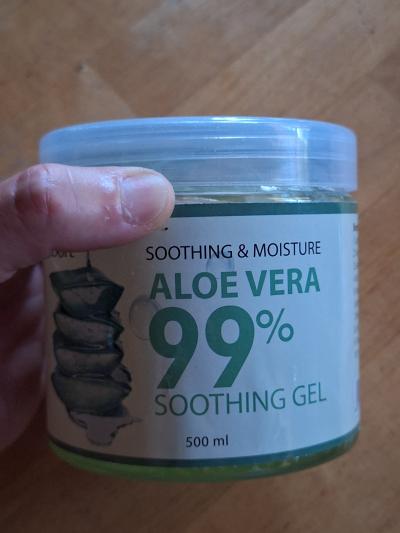 SOOTHING & MOISTURE
ALOE VERA
99%
SOOTHING GEL
500 ml